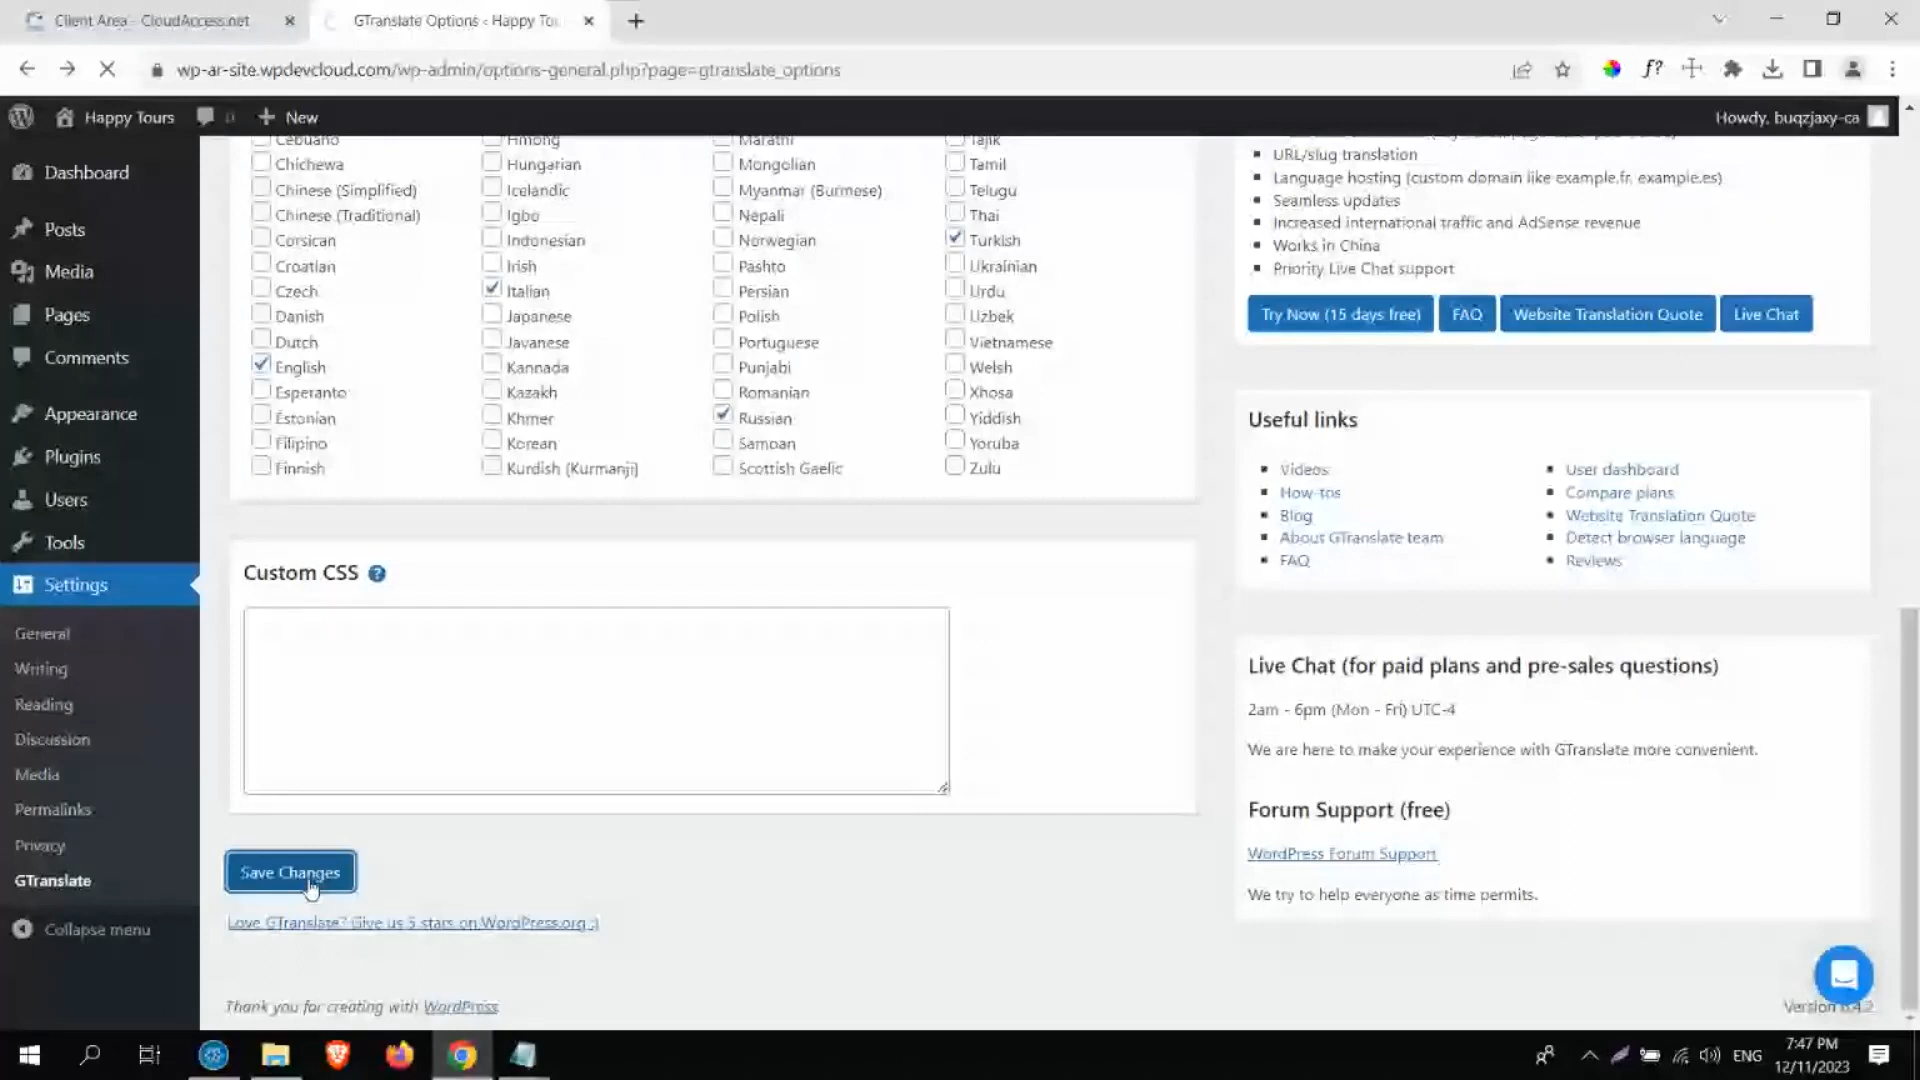 Client Area - CloudAccess.net
GTranslate Options ‹ Happy Tou
wp-ar-site.wpdevcloud.com/wp-admin/options-general.php?page=gtranslate_options
f?
Happy Tours
0
New
Howdy, buqzjaxy-ca
Dashboard
Posts
Media
Pages
Comments
Appearance
Plugins
Users
Tools
Settings
General
Writing
Reading
Discussion
Media
Permalinks
Privacy
GTranslate
Collapse menu
Cebuano
Chichewa
Chinese (Simplified)
Chinese (Traditional)
Corsican
Croatian
Czech
Danish
Dutch
English
Esperanto
Estonian
Filipino
Finnish
Hmong
Hungarian
Icelandic
Igbo
Indonesian
Irish
Italian
Japanese
Javanese
Kannada
Kazakh
Khmer
Korean
Kurdish (Kurmanji)
Marathi
Mongolian
Myanmar (Burmese)
Nepali
Norwegian
Pashto
Persian
Polish
Portuguese
Punjabi
Romanian
Russian
Samoan
Scottish Gaelic
Tajik
Tamil
Telugu
Thai
Turkish
Ukrainian
Urdu
Uzbek
Vietnamese
Welsh
Xhosa
Yiddish
Yoruba
Zulu
Custom CSS
Save Changes
Love GTranslate? Give us 5 stars on WordPress.org :)
Thank you for creating with WordPress
URL/slug translation
Language hosting (custom domain like example.fr, example.es)
Seamless updates
Increased international traffic and AdSense revenue
Works in China
Priority Live Chat support
Try Now (15 days free)
FAQ
Website Translation Quote
Live Chat
Useful links
Videos
How-tos
Blog
About GTranslate team
FAQ
User dashboard
Compare plans
Website Translation Quote
Detect browser language
Reviews
Live Chat (for paid plans and pre-sales questions)
2am - 6pm (Mon - Fri) UTC-4
We are here to make your experience with GTranslate more convenient.
Forum Support (free)
WordPress Forum Support
We try to help everyone as time permits.
Version 6.4.2
ENG
7:47 PM
12/11/2023